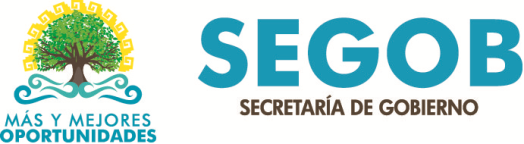 MÁS Y MEJORES
OPORTUNIDADES
SEGOB
SECRETARÍA DE GOBIERNO